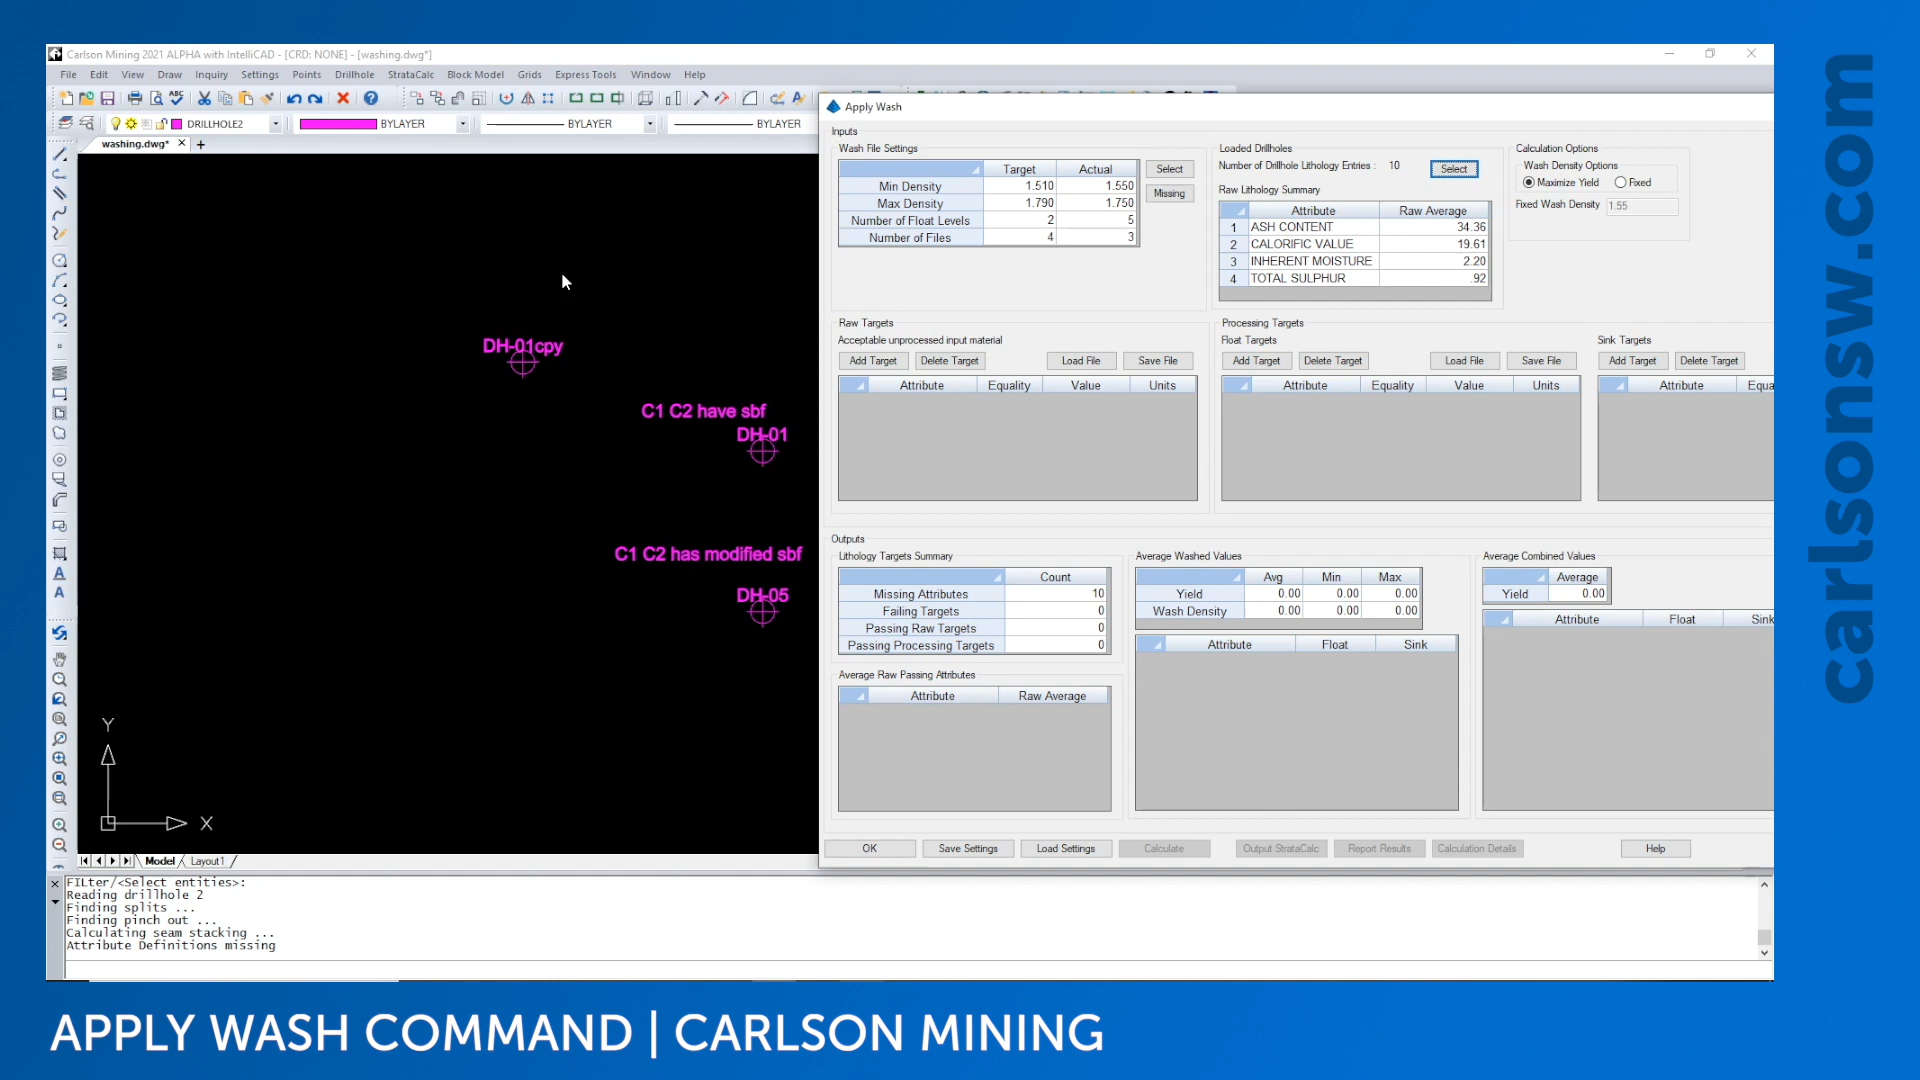 Carlson Mining 2021 ALPHA with IntelliCAD - [CRD: NONE] - [washing.dwg*]
File Edit View Draw Inquiry Settings Points Drillhole StrataCalc Block Model Grids Express Tools Window Help
DRILLHOLE2 BYLAYER BYLAYER BYLAYER
washing.dwg*
DH-01cpy
C1 C2 have sbf
DH-01
C1 C2 has modified sbf
DH-05
Y
X
Model Layout1
Apply Wash
Inputs
Wash File Settings
Target Actual
Min Density 1.510 1.550
Max Density 1.790 1.750
Number of Float Levels 2 5
Number of Files 4 3
Select
Missing
Loaded Drillholes
Number of Drillhole Lithology Entries : 10 Select
Raw Lithology Summary
Attribute Raw Average
1 ASH CONTENT 34.36
2 CALORIFIC VALUE 19.61
3 INHERENT MOISTURE 2.20
4 TOTAL SULPHUR .92
Calculation Options
Wash Density Options
Maximize Yield Fixed
Fixed Wash Density 1.55
Raw Targets
Acceptable unprocessed input material
Add Target Delete Target Load File Save File
Attribute Equality Value Units
Processing Targets
Float Targets
Add Target Delete Target Load File Save File
Attribute Equality Value Units
Sink Targets
Add Target Delete Target
Attribute Equa
Outputs
Lithology Targets Summary
Count
Missing Attributes 10
Failing Targets 0
Passing Raw Targets 0
Passing Processing Targets 0
Average Raw Passing Attributes
Attribute Raw Average
Average Washed Values
Avg Min Max
Yield 0.00 0.00 0.00
Wash Density 0.00 0.00 0.00
Attribute Float Sink
Average Combined Values
Average
Yield 0.00
Attribute Float Sink
OK Save Settings Load Settings Calculate Output StrataCalc Report Results Calculation Details Help
FILter/<Select entities>:
Reading drillhole 2
Finding splits ...
Finding pinch out ...
Calculating seam stacking ...
Attribute Definitions missing
APPLY WASH COMMAND | CARLSON MINING
carlsonsw.com